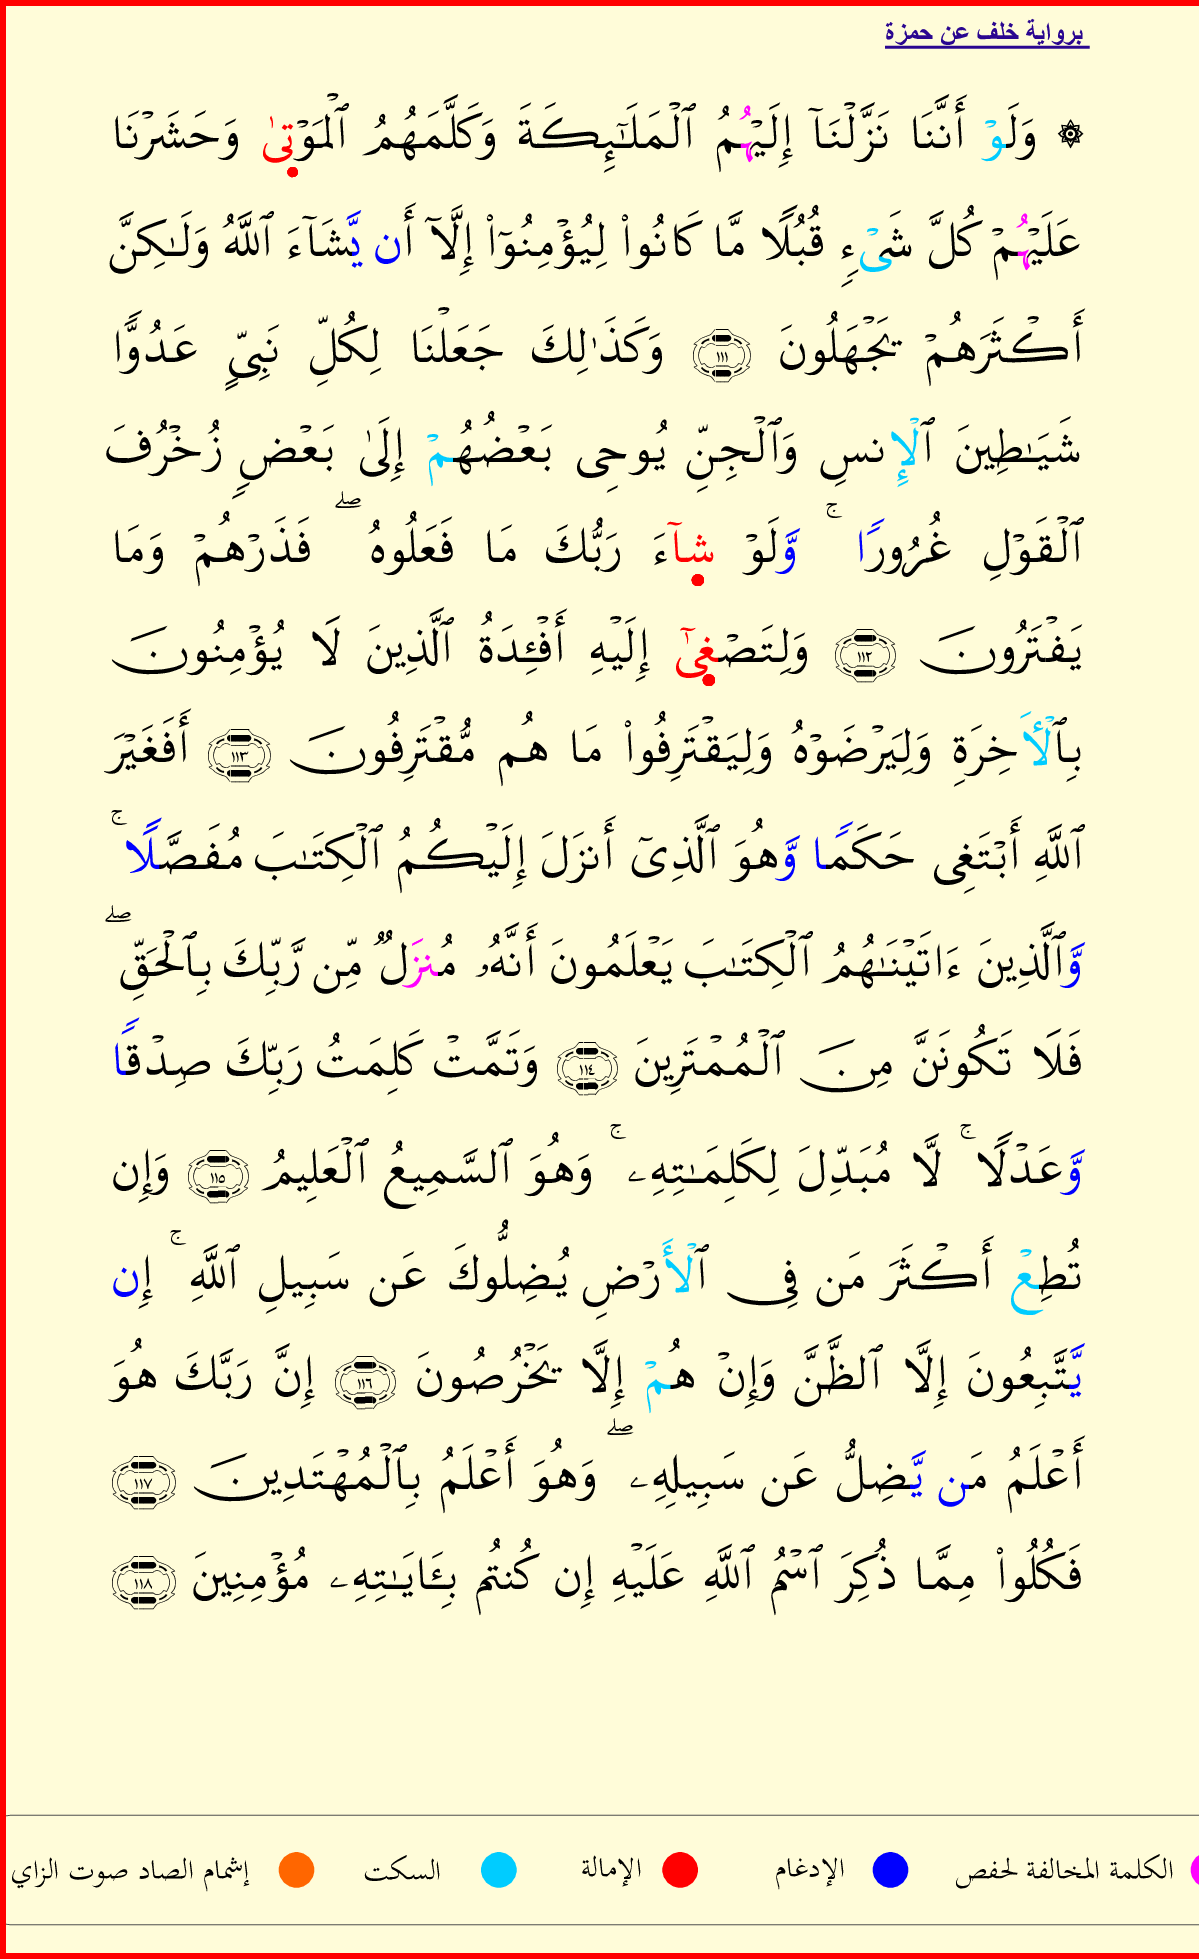 برواية خلف عن حمزة
۞ وَلَوۡ أَنَّنَا نَزَّلۡنَآ إِلَيۡهُمُ ٱلۡمَلَٰٓئِكَةَ وَكَلَّمَهُمُ ٱلۡمَوۡتىٰ وَحَشَرۡنَا
عَلَيۡهُمۡ كُلَّ شَيۡءٖ قُبُلٗا مَّا كَانُواْ لِيُؤۡمِنُوٓاْ إِلَّآ أَن يَّشَآءَ ٱللَّهُ وَلَٰكِنَّ
أَكۡثَرَهُمۡ يَجۡهَلُونَ ١١١ وَكَذَٰلِكَ جَعَلۡنَا لِكُلِّ نَبِيٍّ عَدُوّٗا
شَيَٰطِينَ ٱلۡإِنسِ وَٱلۡجِنِّ يُوحِي بَعۡضُهُمۡ إِلَىٰ بَعۡضٖ زُخۡرُفَ
ٱلۡقَوۡلِ غُرُورٗاۚ وَّلَوۡ شآءَ رَبُّكَ مَا فَعَلُوهُۖ فَذَرۡهُمۡ وَمَا
يَفۡتَرُونَ ١١٢ وَلِتَصۡغىٰٓ إِلَيۡهِ أَفۡـِٔدَةُ ٱلَّذِينَ لَا يُؤۡمِنُونَ
بِٱلۡأَخِرَةِ وَلِيَرۡضَوۡهُ وَلِيَقۡتَرِفُواْ مَا هُم مُّقۡتَرِفُونَ ١١٣ أَفَغَيۡرَ
ٱللَّهِ أَبۡتَغِي حَكَمٗا وَّهُوَ ٱلَّذِيٓ أَنزَلَ إِلَيۡكُمُ ٱلۡكِتَٰبَ مُفَصَّلٗاۚ
وَّٱلَّذِينَ ءَاتَيۡنَٰهُمُ ٱلۡكِتَٰبَ يَعۡلَمُونَ أَنَّهُۥ مُنزَلٞ مِّن رَّبِّكَ بِٱلۡحَقِّۖ
فَلَا تَكُونَنَّ مِنَ ٱلۡمُمۡتَرِينَ ١١٤ وَتَمَّتۡ كَلِمَتُ رَبِّكَ صِدۡقٗا
وَّعَدۡلٗاۚ لَّا مُبَدِّلَ لِكَلِمَٰتِهِۦۚ وَهُوَ ٱلسَّمِيعُ ٱلۡعَلِيمُ ١١٥ وَإِن
تُطِعۡ أَكۡثَرَ مَن فِي ٱلۡأَرۡضِ يُضِلُّوكَ عَن سَبِيلِ ٱللَّهِۚ إِن
يَّتَّبِعُونَ إِلَّا ٱلظَّنَّ وَإِنۡ هُمۡ إِلَّا يَخۡرُصُونَ ١١٦ إِنَّ رَبَّكَ هُوَ
أَعۡلَمُ مَن يَّضِلُّ عَن سَبِيلِهِۦۖ وَهُوَ أَعۡلَمُ بِٱلۡمُهۡتَدِينَ ١١٧
فَكُلُواْ مِمَّا ذُكِرَ ٱسۡمُ ٱللَّهِ عَلَيۡهِ إِن كُنتُم بِـَٔايَٰتِهِۦ مُؤۡمِنِينَ ١١٨
الكلمة المخالفة لحفص الإدغام الإمالة السكت إشمام الصاد صوت الزاي